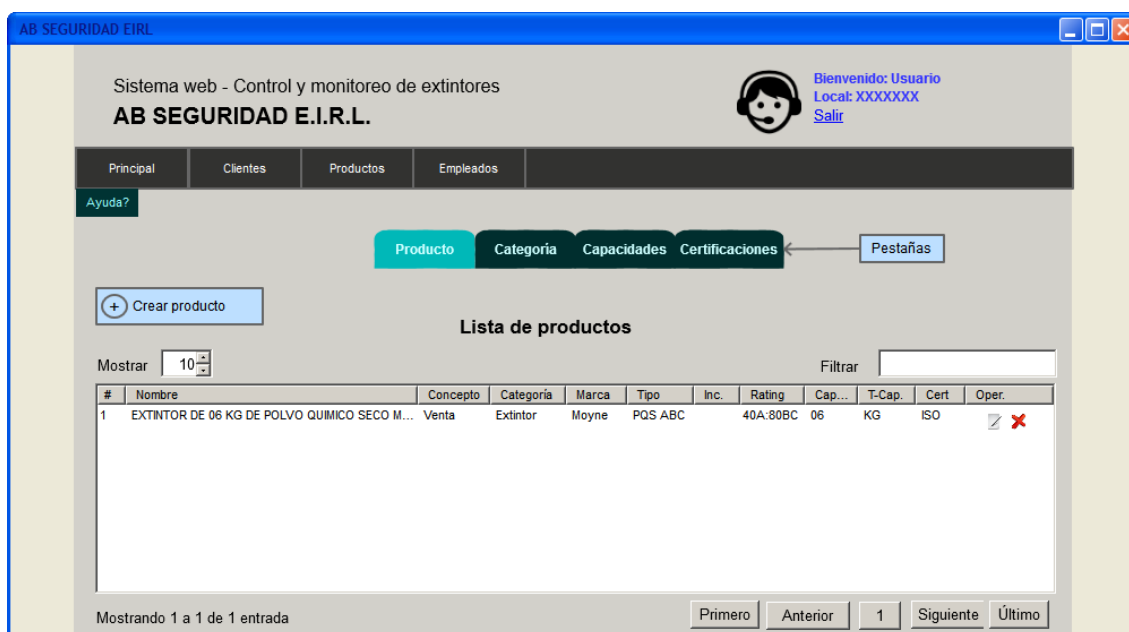 AB SEGURIDAD EIRL
Sistema web - Control y monitoreo de extintores
AB SEGURIDAD E.I.R.L.
Bienvenido: Usuario
Local: XXXXXXX
Salir
Principal Clientes Productos Empleados
Ayuda?
Producto Categoría Capacidades Certificaciones Pestañas
+ Crear producto
Lista de productos
Mostrar 10 Filtrar
# Nombre Concepto Categoría Marca Tipo Inc. Rating Cap... T-Cap. Cert Oper.
1 EXTINTOR DE 06 KG DE POLVO QUIMICO SECO M... Venta Extintor Moyne PQS ABC 40A:80BC 06 KG ISO
Mostrando 1 a 1 de 1 entrada Primero Anterior 1 Siguiente Último